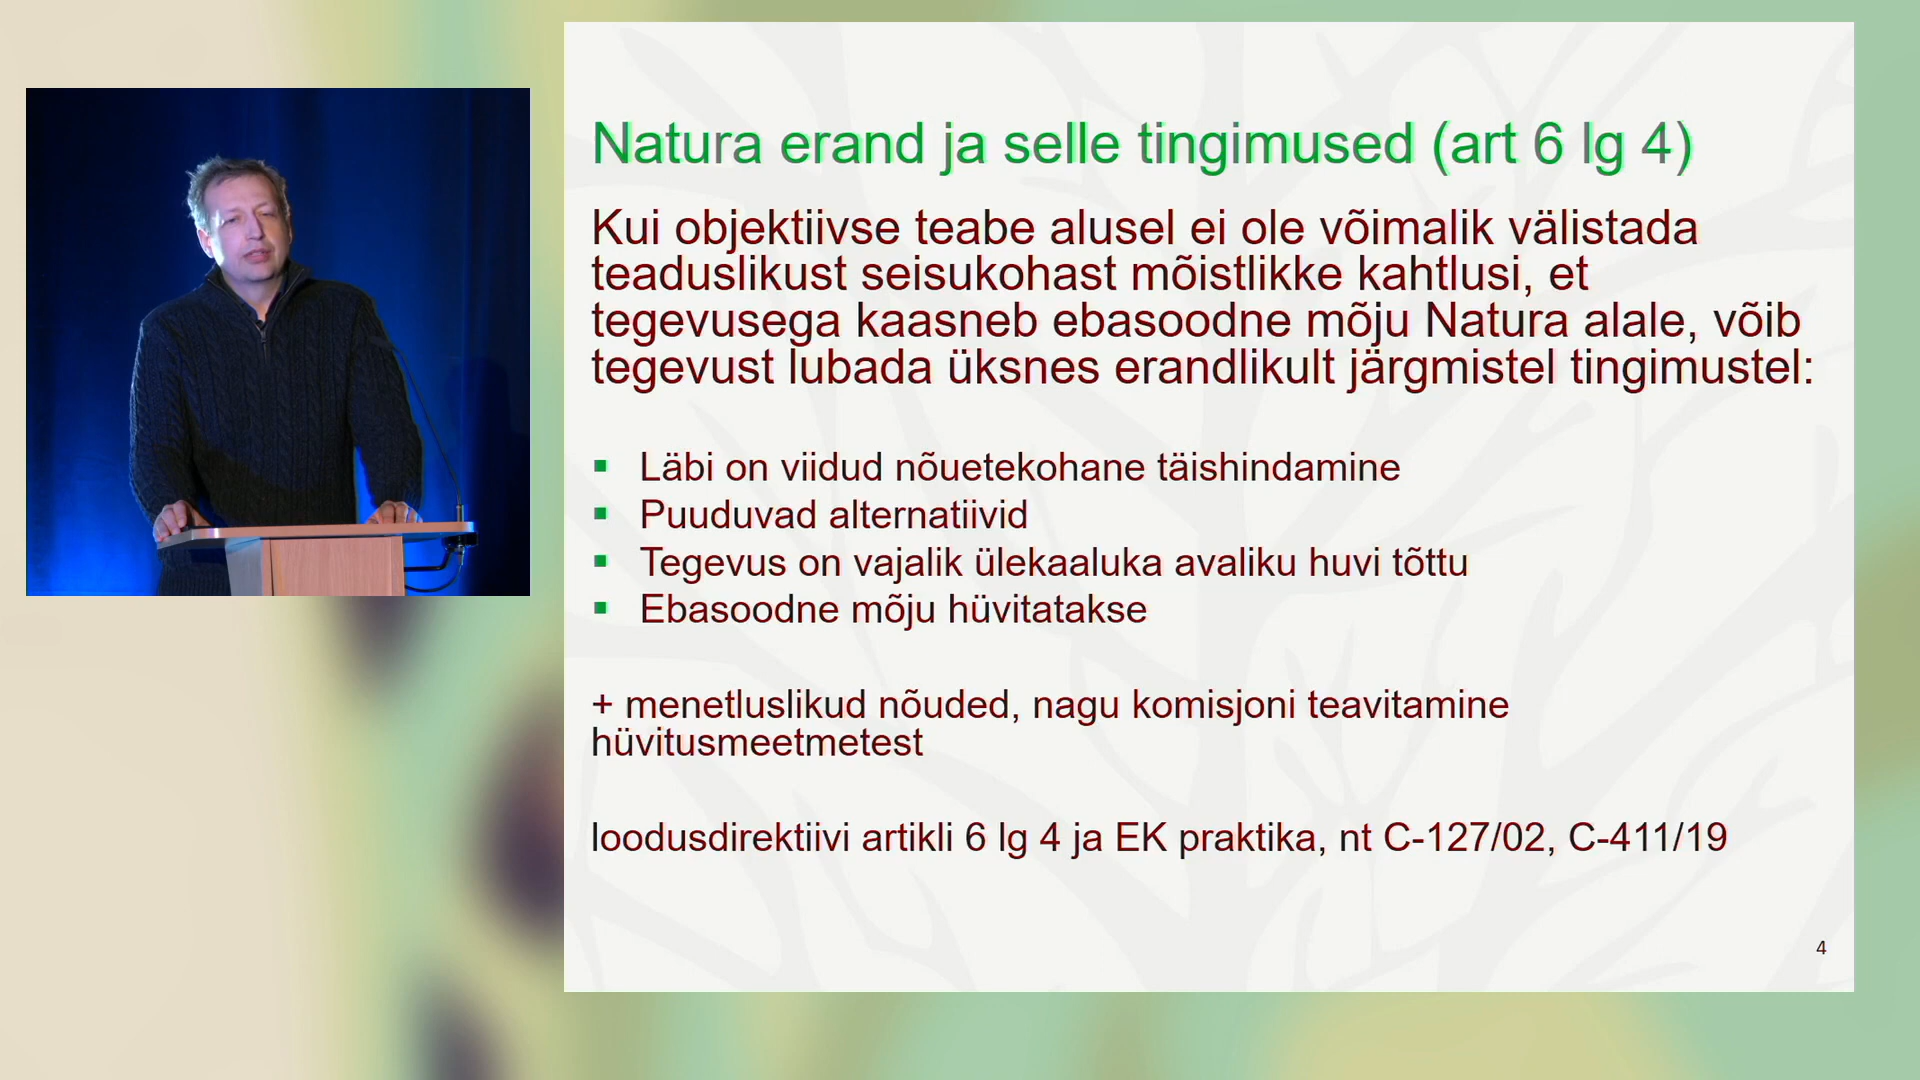 Natura erand ja selle tingimused (art 6 lg 4)
Kui objektiivse teabe alusel ei ole võimalik välistada
teaduslikust seisukohast mõistlikke kahtlusi, et
tegevusega kaasneb ebasoodne mõju Natura alale, võib
tegevust lubada üksnes erandlikult järgmistel tingimustel:
▪ Läbi on viidud nõuetekohane täishindamine
▪ Puuduvad alternatiivid
▪ Tegevus on vajalik ülekaaluka avaliku huvi tõttu
▪ Ebasoodne mõju hüvitatakse
+ menetluslikud nõuded, nagu komisjoni teavitamine
hüvitusmeetmetest
loodusdirektiivi artikli 6 lg 4 ja EK praktika, nt C-127/02, C-411/19
4